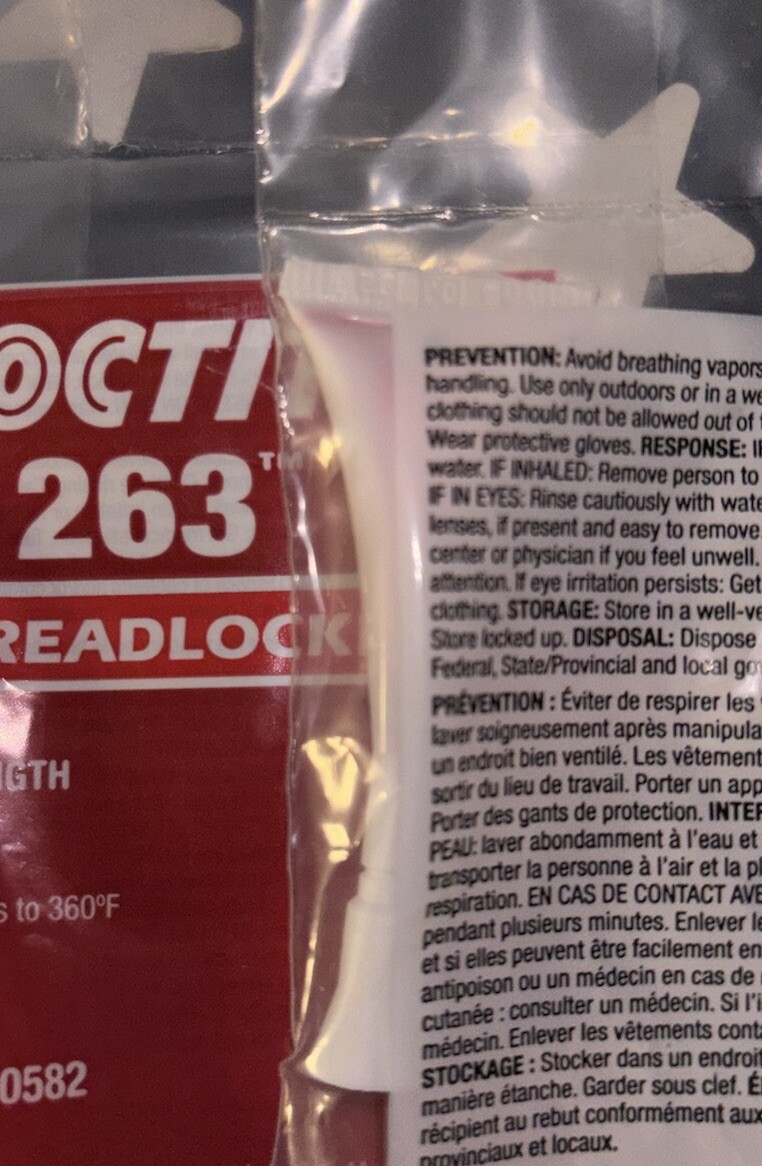 OCTI
263™
READLOCK
NGTH
s to 360ºF
0582
PREVENTION: Avoid breathing vapors
handling. Use only outdoors or in a we
clothing should not be allowed out of
Wear protective gloves. RESPONSE: IF
water. IF INHALED: Remove person to
IF IN EYES: Rinse cautiously with wate
lenses, if present and easy to remove.
center or physician if you feel unwell.
attention. If eye irritation persists: Get
clothing. STORAGE: Store in a well-ve
Store locked up. DISPOSAL: Dispose
Federal, State/Provincial and local go
PRÉVENTION : Éviter de respirer les
laver soigneusement après manipula
un endroit bien ventilé. Les vêtement
sortir du lieu de travail. Porter un app
Porter des gants de protection. INTER
PEAU: laver abondamment à l'eau et
transporter la personne à l'air et la pl
respiration. EN CAS DE CONTACT AVE
pendant plusieurs minutes. Enlever le
et si elles peuvent être facilement en
antipoison ou un médecin en cas de
cutanée : consulter un médecin. Si l'i
médecin. Enlever les vêtements conta
STOCKAGE : Stocker dans un endroit
manière étanche. Garder sous clef. É
récipient au rebut conformément aux
provinciaux et locaux.